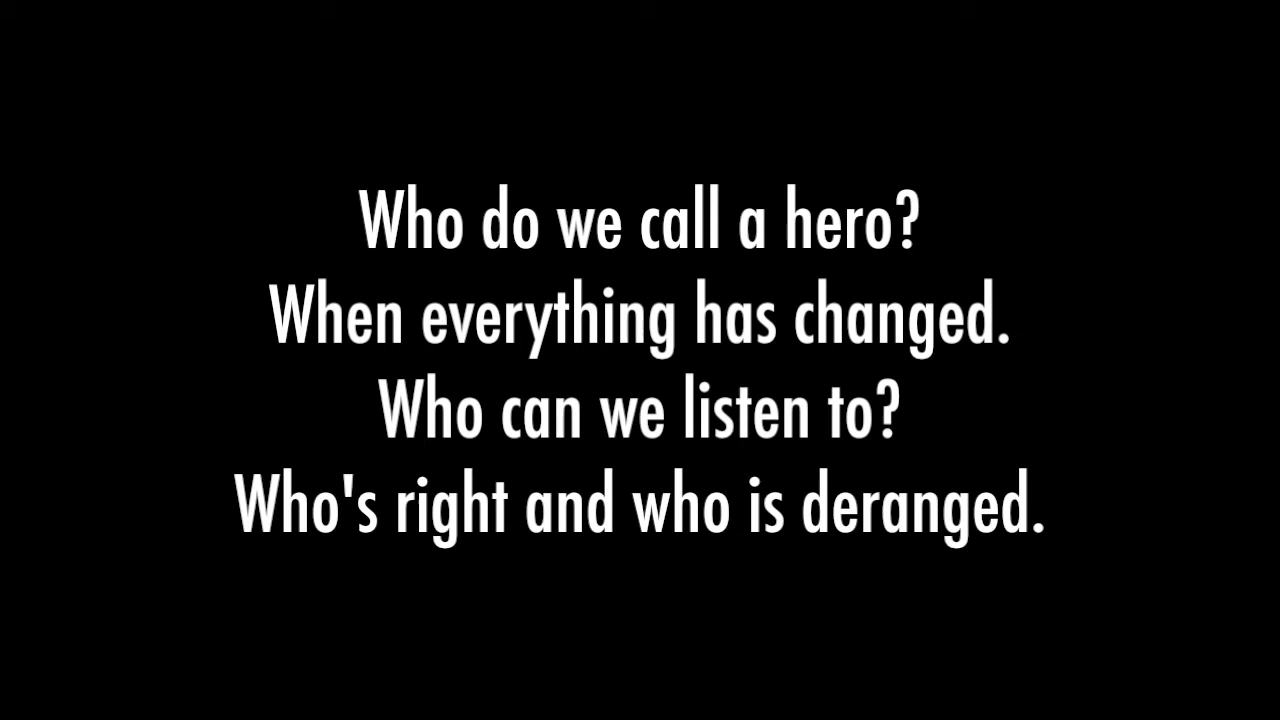 Who do we call a hero?
When everything has changed.
Who can we listen to?
Who's right and who is deranged.